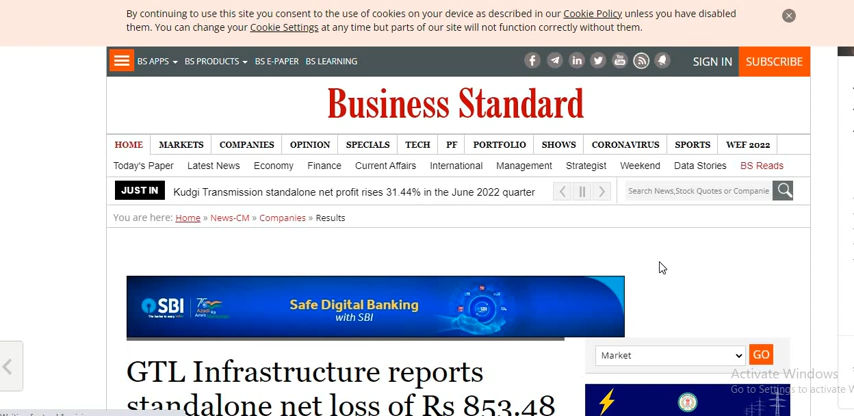 By continuing to use this site you consent to the use of cookies on your device as described in our Cookie Policy unless you have disabled
them. You can change your Cookie Settings at any time but parts of our site will not function correctly without them.
BS APPS BS PRODUCTS BS E-PAPER BS LEARNING
SIGN IN SUBSCRIBE
Business Standard
HOME MARKETS COMPANIES OPINION SPECIALS TECH PF PORTFOLIO SHOWS CORONAVIRUS SPORTS WEF 2022
Today's Paper Latest News Economy Finance Current Affairs International Management Strategist Weekend Data Stories BS Reads
JUST IN Kudgi Transmission standalone net profit rises 31.44% in the June 2022 quarter
Search News,Stock Quotes or Companie
You are here: Home » News-CM » Companies » Results
SBI
Safe Digital Banking
with SBI
Market GO
GTL Infrastructure reports
standalone net loss of Rs 853.48
Activate Windows
Go to Settings to activate W